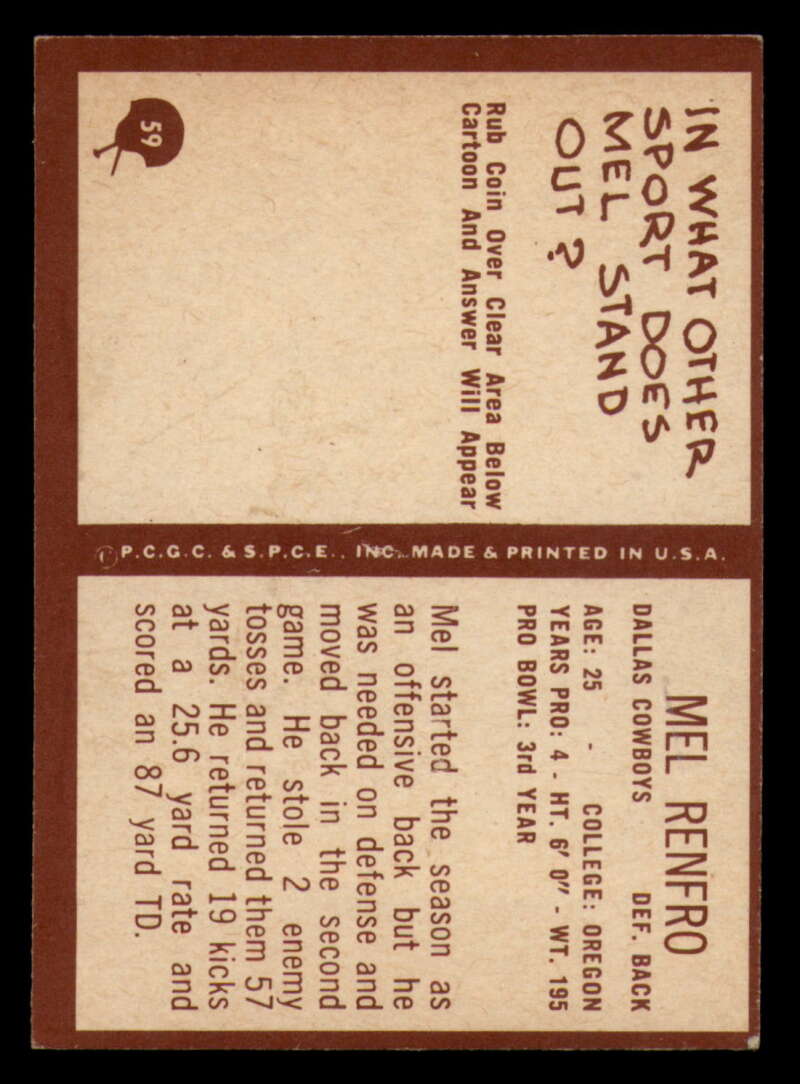 IN WHAT OTHER
SPORT DOES
MEL STAND
OUT?
Rub Coin Over Clear Area Below
Cartoon And Answer Will Appear
59
©P.C.G.C. & S.P.C.E., INC. MADE & PRINTED IN U.S.A.
MEL RENFRO
DALLAS COWBOYS DEF. BACK
AGE: 25 - COLLEGE: OREGON
YEARS PRO: 4 - HT. 6' 0" - WT. 195
PRO BOWL: 3rd YEAR
Mel started the season as
an offensive back but he
was needed on defense and
moved back in the second
game. He stole 2 enemy
tosses and returned them 57
yards. He returned 19 kicks
at a 25.6 yard rate and
scored an 87 yard TD.